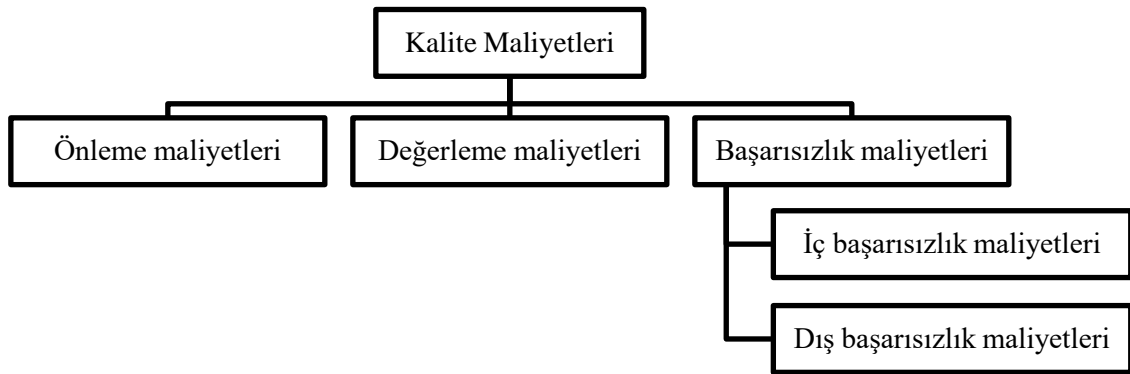 Kalite Maliyetleri
Önleme maliyetleri
Değerleme maliyetleri
Başarısızlık maliyetleri
İç başarısızlık maliyetleri
Dış başarısızlık maliyetleri